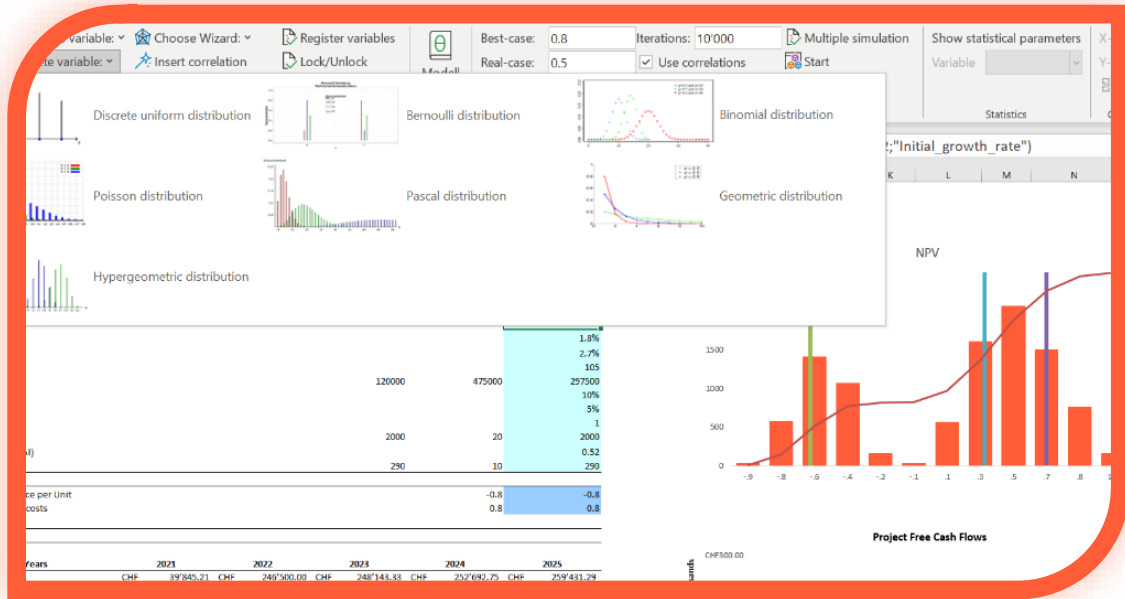 variable: Choose Wizard: Register variables Best-case: 0.8 Iterations: 10'000 Multiple simulation Show statistical parameters X-
variable: Insert correlation Lock/Unlock Real-case: 0.5 Use correlations Start Variable Y-
Statistics
Discrete uniform distribution Bernoulli distribution Binomial distribution
;"Initial_growth_rate")
K L M N
Poisson distribution Pascal distribution Geometric distribution
NPV
Hypergeometric distribution
1.8%
2.7%
105
120000 475000 297500
10%
5%
1
2000 20 2000
0.52
290 10 290
ce per Unit -0.8 -0.8
costs 0.8 0.8
1500
1000
500
0
-.9 -.8 -.6 -.4 -.2 -.1 .1 .3 .5 .7 .8
Project Free Cash Flows
CHF300.00
Years 2021 2022 2023 2024 2025
CHF 39'845.21 CHF 246'500.00 CHF 248'143.33 CHF 252'692.75 CHF 259'431.29